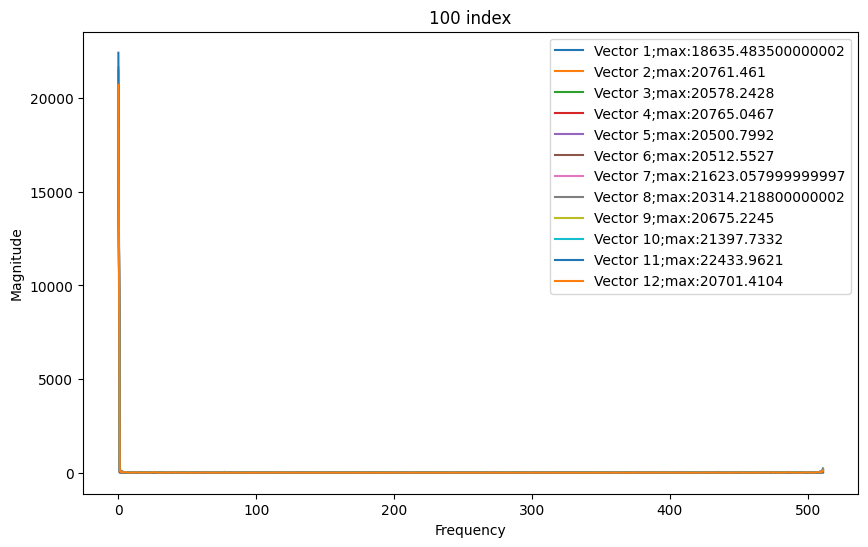 100 index
Vector 1;max:18635.483500000002
Vector 2;max:20761.461
Vector 3;max:20578.2428
Vector 4;max:20765.0467
Vector 5;max:20500.7992
Vector 6;max:20512.5527
Vector 7;max:21623.057999999997
Vector 8;max:20314.218800000002
Vector 9;max:20675.2245
Vector 10;max:21397.7332
Vector 11;max:22433.9621
Vector 12;max:20701.4104
Magnitude
20000
15000
10000
5000
0
0 100 200 300 400 500
Frequency